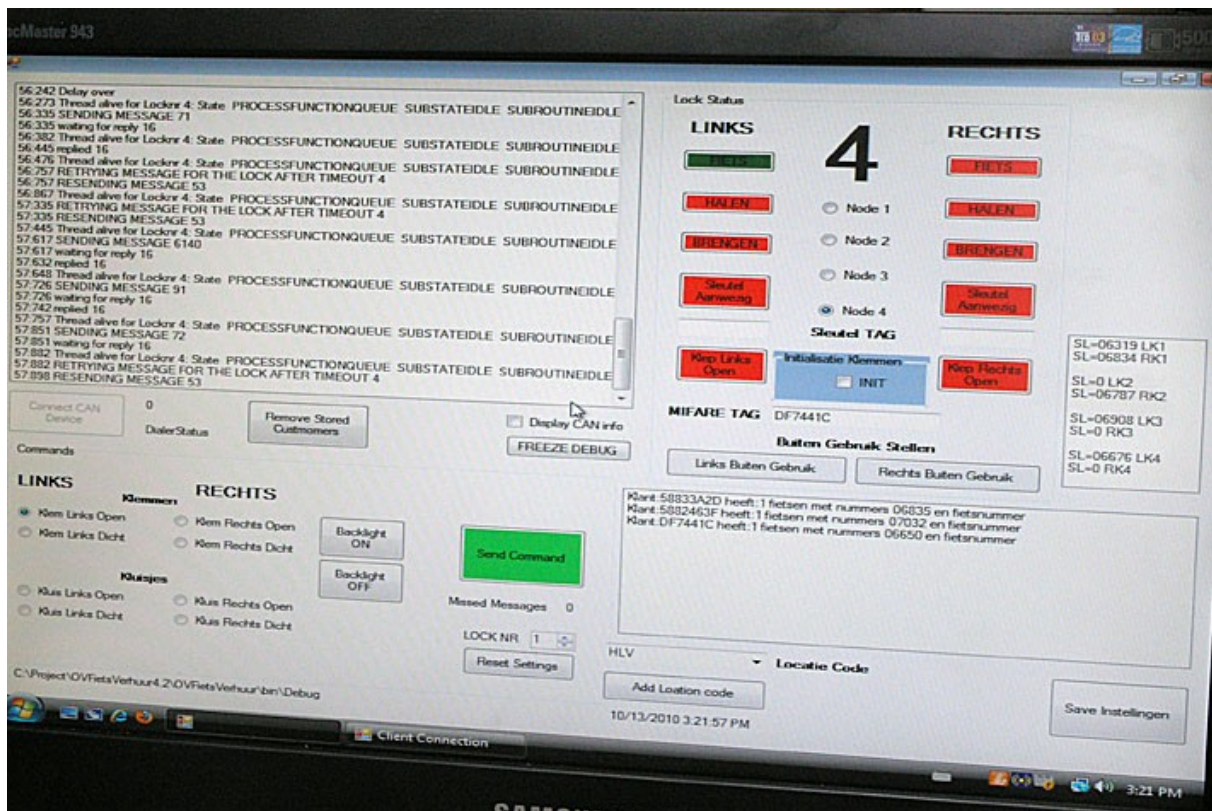 ocMaster 943
56:242 Delay over
56:273 Thread alive for Locknr 4: State PROCESSFUNCTIONQUEUE SUBSTATEIDLE SUBROUTINEIDLE
56:335 SENDING MESSAGE 71
56:335 waiting for reply 16
56:382 Thread alive for Locknr 4: State PROCESSFUNCTIONQUEUE SUBSTATEIDLE SUBROUTINEIDLE
56:445 replied 16
56:476 Thread alive for Locknr 4: State PROCESSFUNCTIONQUEUE SUBSTATEIDLE SUBROUTINEIDLE
56:757 RETRYING MESSAGE FOR THE LOCK AFTER TIMEOUT 4
56:757 RESENDING MESSAGE 53
56:867 Thread alive for Locknr 4: State PROCESSFUNCTIONQUEUE SUBSTATEIDLE SUBROUTINEIDLE
57:335 RETRYING MESSAGE FOR THE LOCK AFTER TIMEOUT 4
57:335 RESENDING MESSAGE 53
57:445 Thread alive for Locknr 4: State PROCESSFUNCTIONQUEUE SUBSTATEIDLE SUBROUTINEIDLE
57:617 SENDING MESSAGE 6140
57:617 waiting for reply 16
57:632 replied 16
57:648 Thread alive for Locknr 4: State PROCESSFUNCTIONQUEUE SUBSTATEIDLE SUBROUTINEIDLE
57:726 SENDING MESSAGE 91
57:726 waiting for reply 16
57:742 replied 16
57:757 Thread alive for Locknr 4: State PROCESSFUNCTIONQUEUE SUBSTATEIDLE SUBROUTINEIDLE
57:851 SENDING MESSAGE 72
57:851 waiting for reply 16
57:882 Thread alive for Locknr 4: State PROCESSFUNCTIONQUEUE SUBSTATEIDLE SUBROUTINEIDLE
57:882 RETRYING MESSAGE FOR THE LOCK AFTER TIMEOUT 4
57:898 RESENDING MESSAGE 53
Connect CAN
Device
0
DialerStatus
Remove Stored
Custmomers
Display CAN info
FREEZE DEBUG
Lock Status
LINKS
4
RECHTS
FIETS
FIETS
HALEN
Node 1
HALEN
BRENGEN
Node 2
BRENGEN
Sleutel
Aanwezig
Node 3
Sleutel
Aanwezig
Node 4
Sleutel TAG
Klep Links
Open
Initialisatie Klemmen
INIT
Klep Rechts
Open
MIFARE TAG DF7441C
Buiten Gebruik Stellen
Links Buiten Gebruik
Rechts Buiten Gebruik
SL=06319 LK1
SL=06834 RK1
SL=0 LK2
SL=06787 RK2
SL=06908 LK3
SL=0 RK3
SL=06676 LK4
SL=0 RK4
Commands
LINKS
RECHTS
Klemmen
Klem Links Open
Klem Rechts Open
Klem Links Dicht
Klem Rechts Dicht
Kluisjes
Kluis Links Open
Kluis Rechts Open
Kluis Links Dicht
Kluis Rechts Dicht
Backlight
ON
Backlight
OFF
Send Command
Missed Messages 0
LOCK NR 1
Reset Settings
Klant:58833A2D heeft:1 fietsen met nummers 06835 en fietsnummer
Klant:5882463F heeft:1 fietsen met nummers 07032 en fietsnummer
Klant:DF7441C heeft:1 fietsen met nummers 06650 en fietsnummer
HLV
Locatie Code
Add Loation code
10/13/2010 3:21:57 PM
Save Instellingen
C:\Project\OVFietsVerhuur4.2\OVFietsVerhuur\bin\Debug
Client Connection
3:21 PM